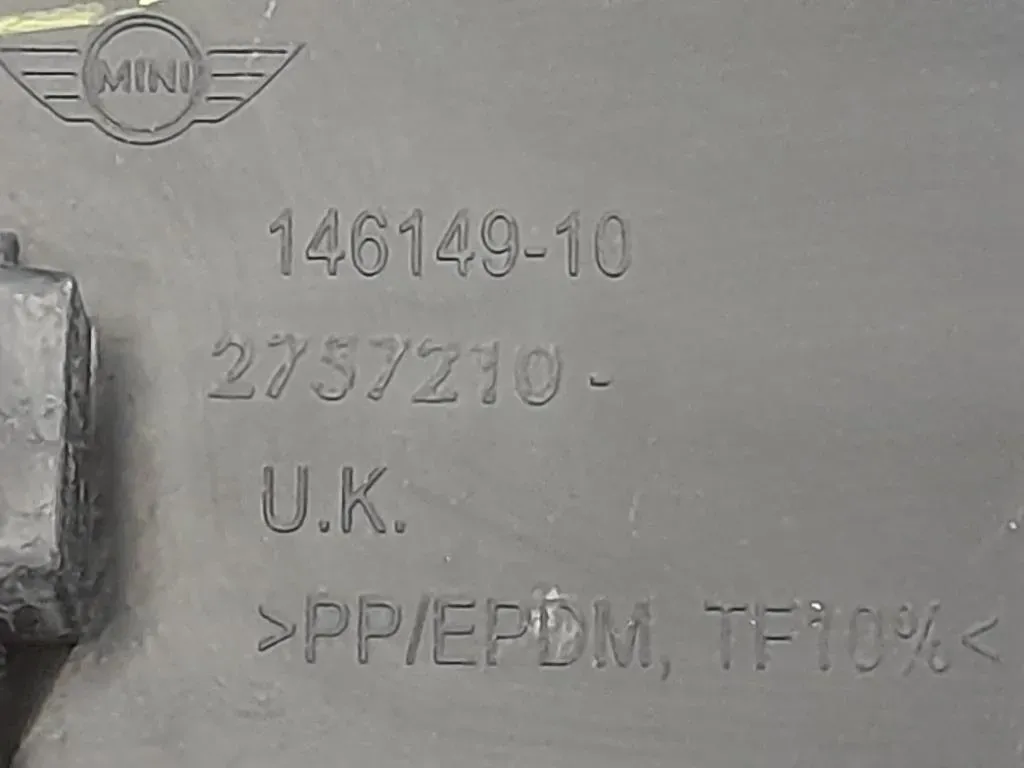 MINI
146149-10
2757210-
U.K.
>PP/EPDM, TF10%<